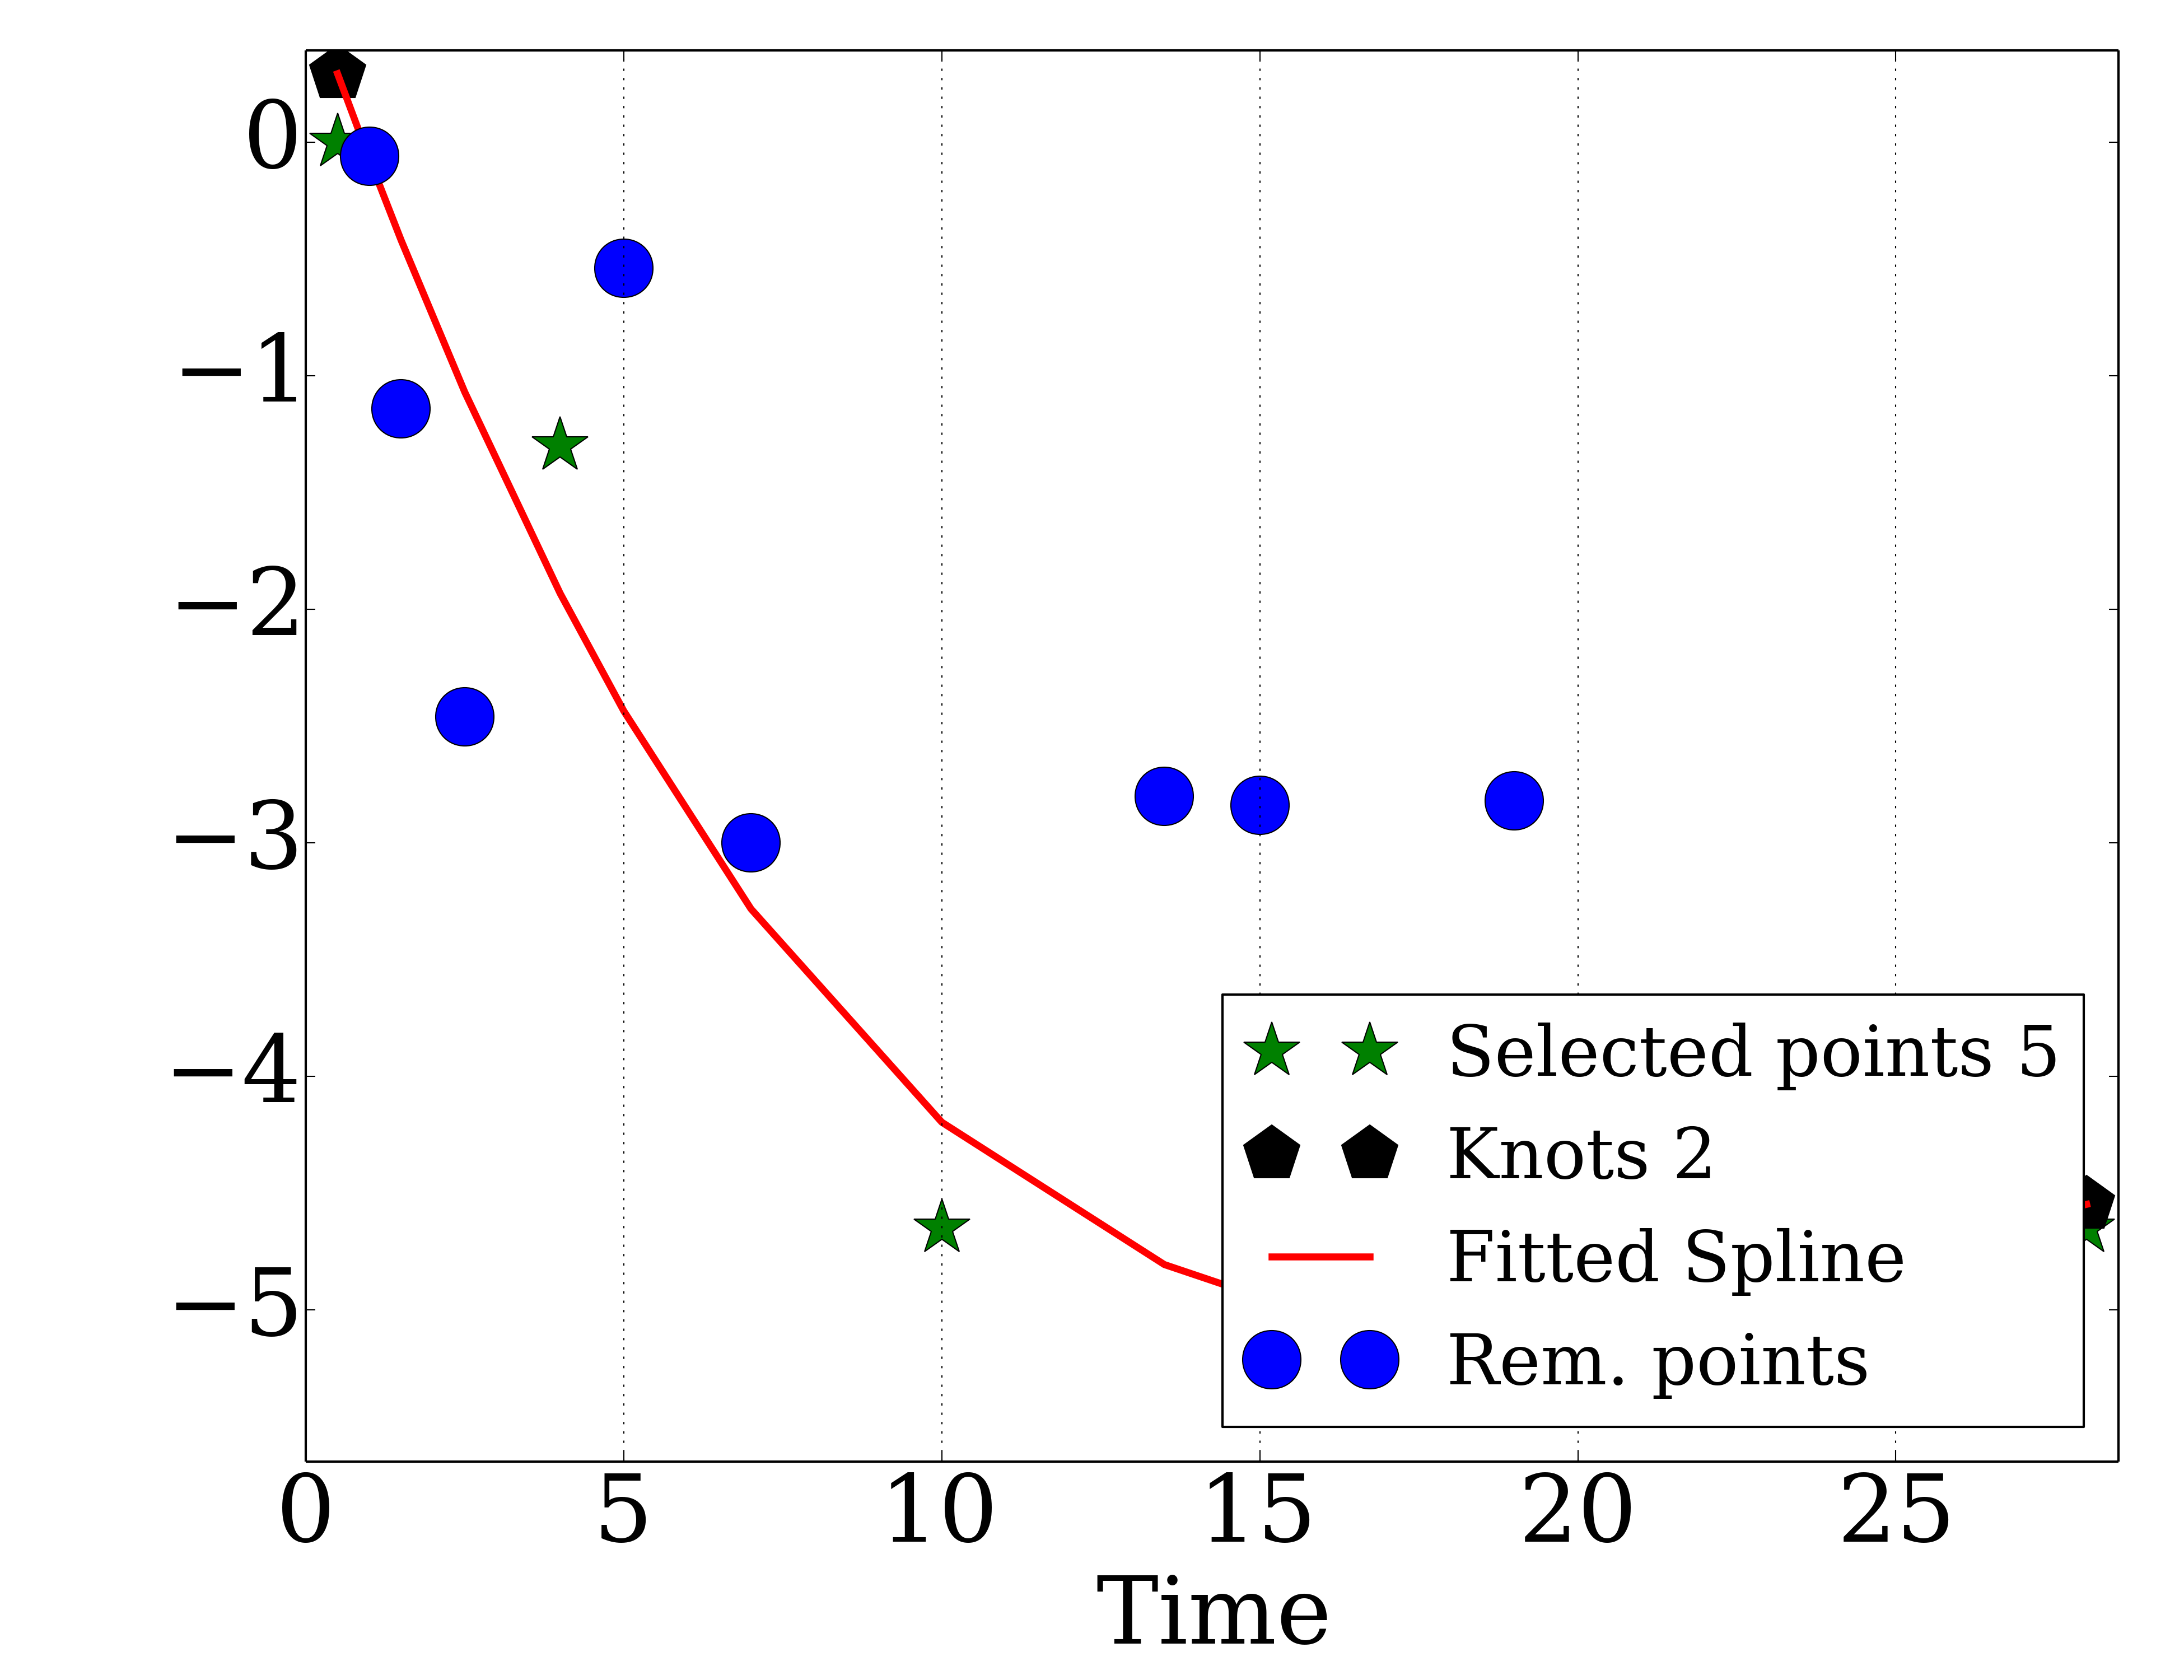 0
−1
−2
−3
−4
−5
Selected points 5
Knots 2
Fitted Spline
Rem. points
0 5 10 15 20 25
Time